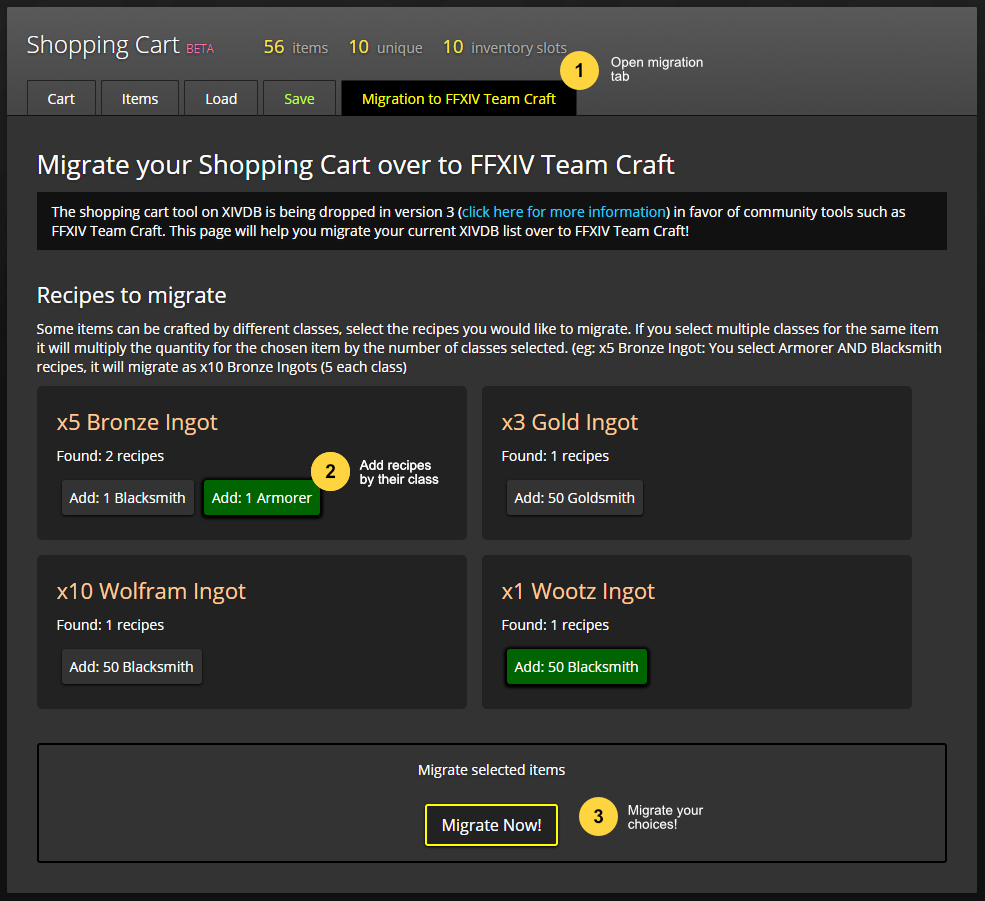 Shopping Cart BETA 56 items 10 unique 10 inventory slots
1 Open migration
tab
Cart Items Load Save Migration to FFXIV Team Craft
Migrate your Shopping Cart over to FFXIV Team Craft
The shopping cart tool on XIVDB is being dropped in version 3 (click here for more information) in favor of community tools such as
FFXIV Team Craft. This page will help you migrate your current XIVDB list over to FFXIV Team Craft!
Recipes to migrate
Some items can be crafted by different classes, select the recipes you would like to migrate. If you select multiple classes for the same item
it will multiply the quantity for the chosen item by the number of classes selected. (eg: x5 Bronze Ingot: You select Armorer AND Blacksmith
recipes, it will migrate as x10 Bronze Ingots (5 each class)
x5 Bronze Ingot
Found: 2 recipes
2 Add recipes
by their class
Add: 1 Blacksmith Add: 1 Armorer
x3 Gold Ingot
Found: 1 recipes
Add: 50 Goldsmith
x10 Wolfram Ingot
Found: 1 recipes
Add: 50 Blacksmith
x1 Wootz Ingot
Found: 1 recipes
Add: 50 Blacksmith
Migrate selected items
Migrate Now!
3 Migrate your
choices!